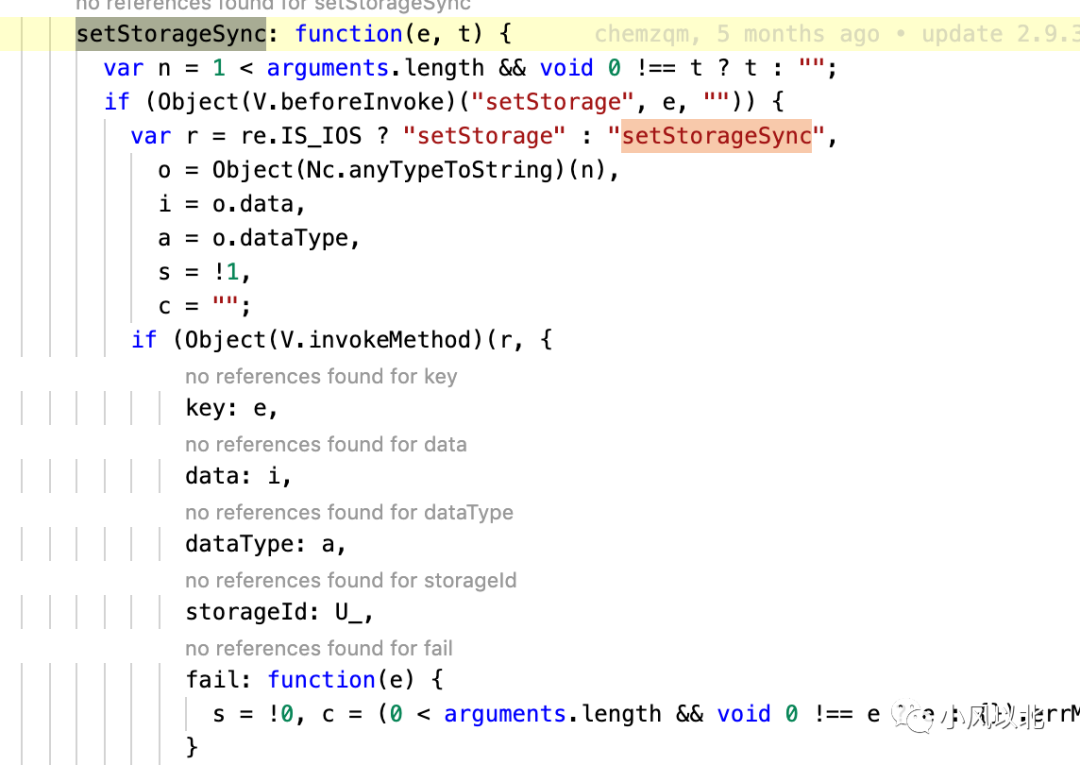 no references found for setStorageSync
setStorageSync: function(e, t) { chemzqm, 5 months ago • update 2.9.3
var n = 1 < arguments.length && void 0 !== t ? t : "";
if (Object(V.beforeInvoke)("setStorage", e, "")) {
var r = re.IS_IOS ? "setStorage" : "setStorageSync",
o = Object(Nc.anyTypeToString)(n),
i = o.data,
a = o.dataType,
s = !1,
c = "";
if (Object(V.invokeMethod)(r, {
no references found for key
key: e,
no references found for data
data: i,
no references found for dataType
dataType: a,
no references found for storageId
storageId: U_,
no references found for fail
fail: function(e) {
s = !0, c = (0 < arguments.length && void 0 !== e ? e : {}).errM
小风以北
}